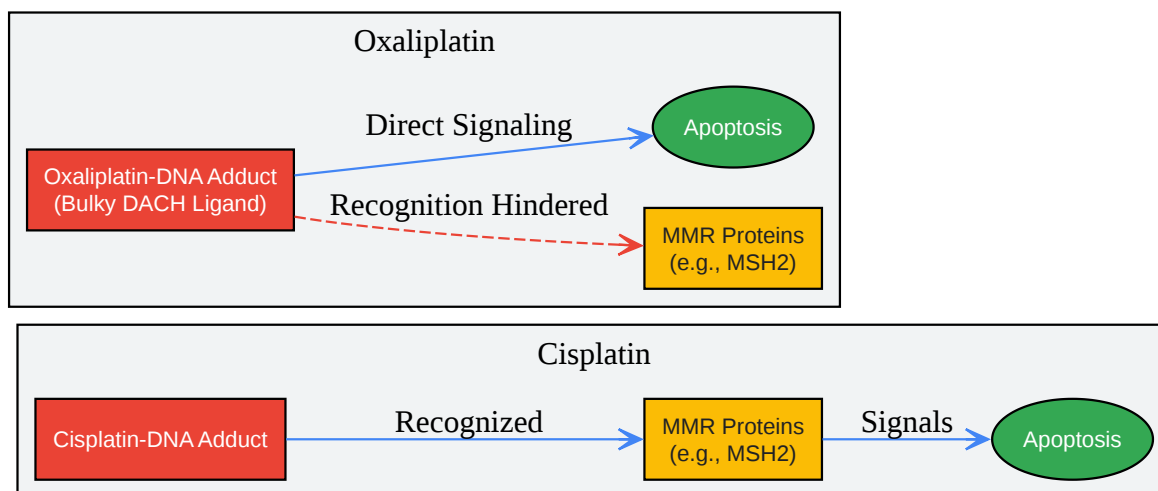 Oxaliplatin
Direct Signaling
Apoptosis
Oxaliplatin-DNA Adduct
(Bulky DACH Ligand)
Recognition Hindered
MMR Proteins
(e.g., MSH2)
Cisplatin
Cisplatin-DNA Adduct
Recognized
MMR Proteins
(e.g., MSH2)
Signals
Apoptosis